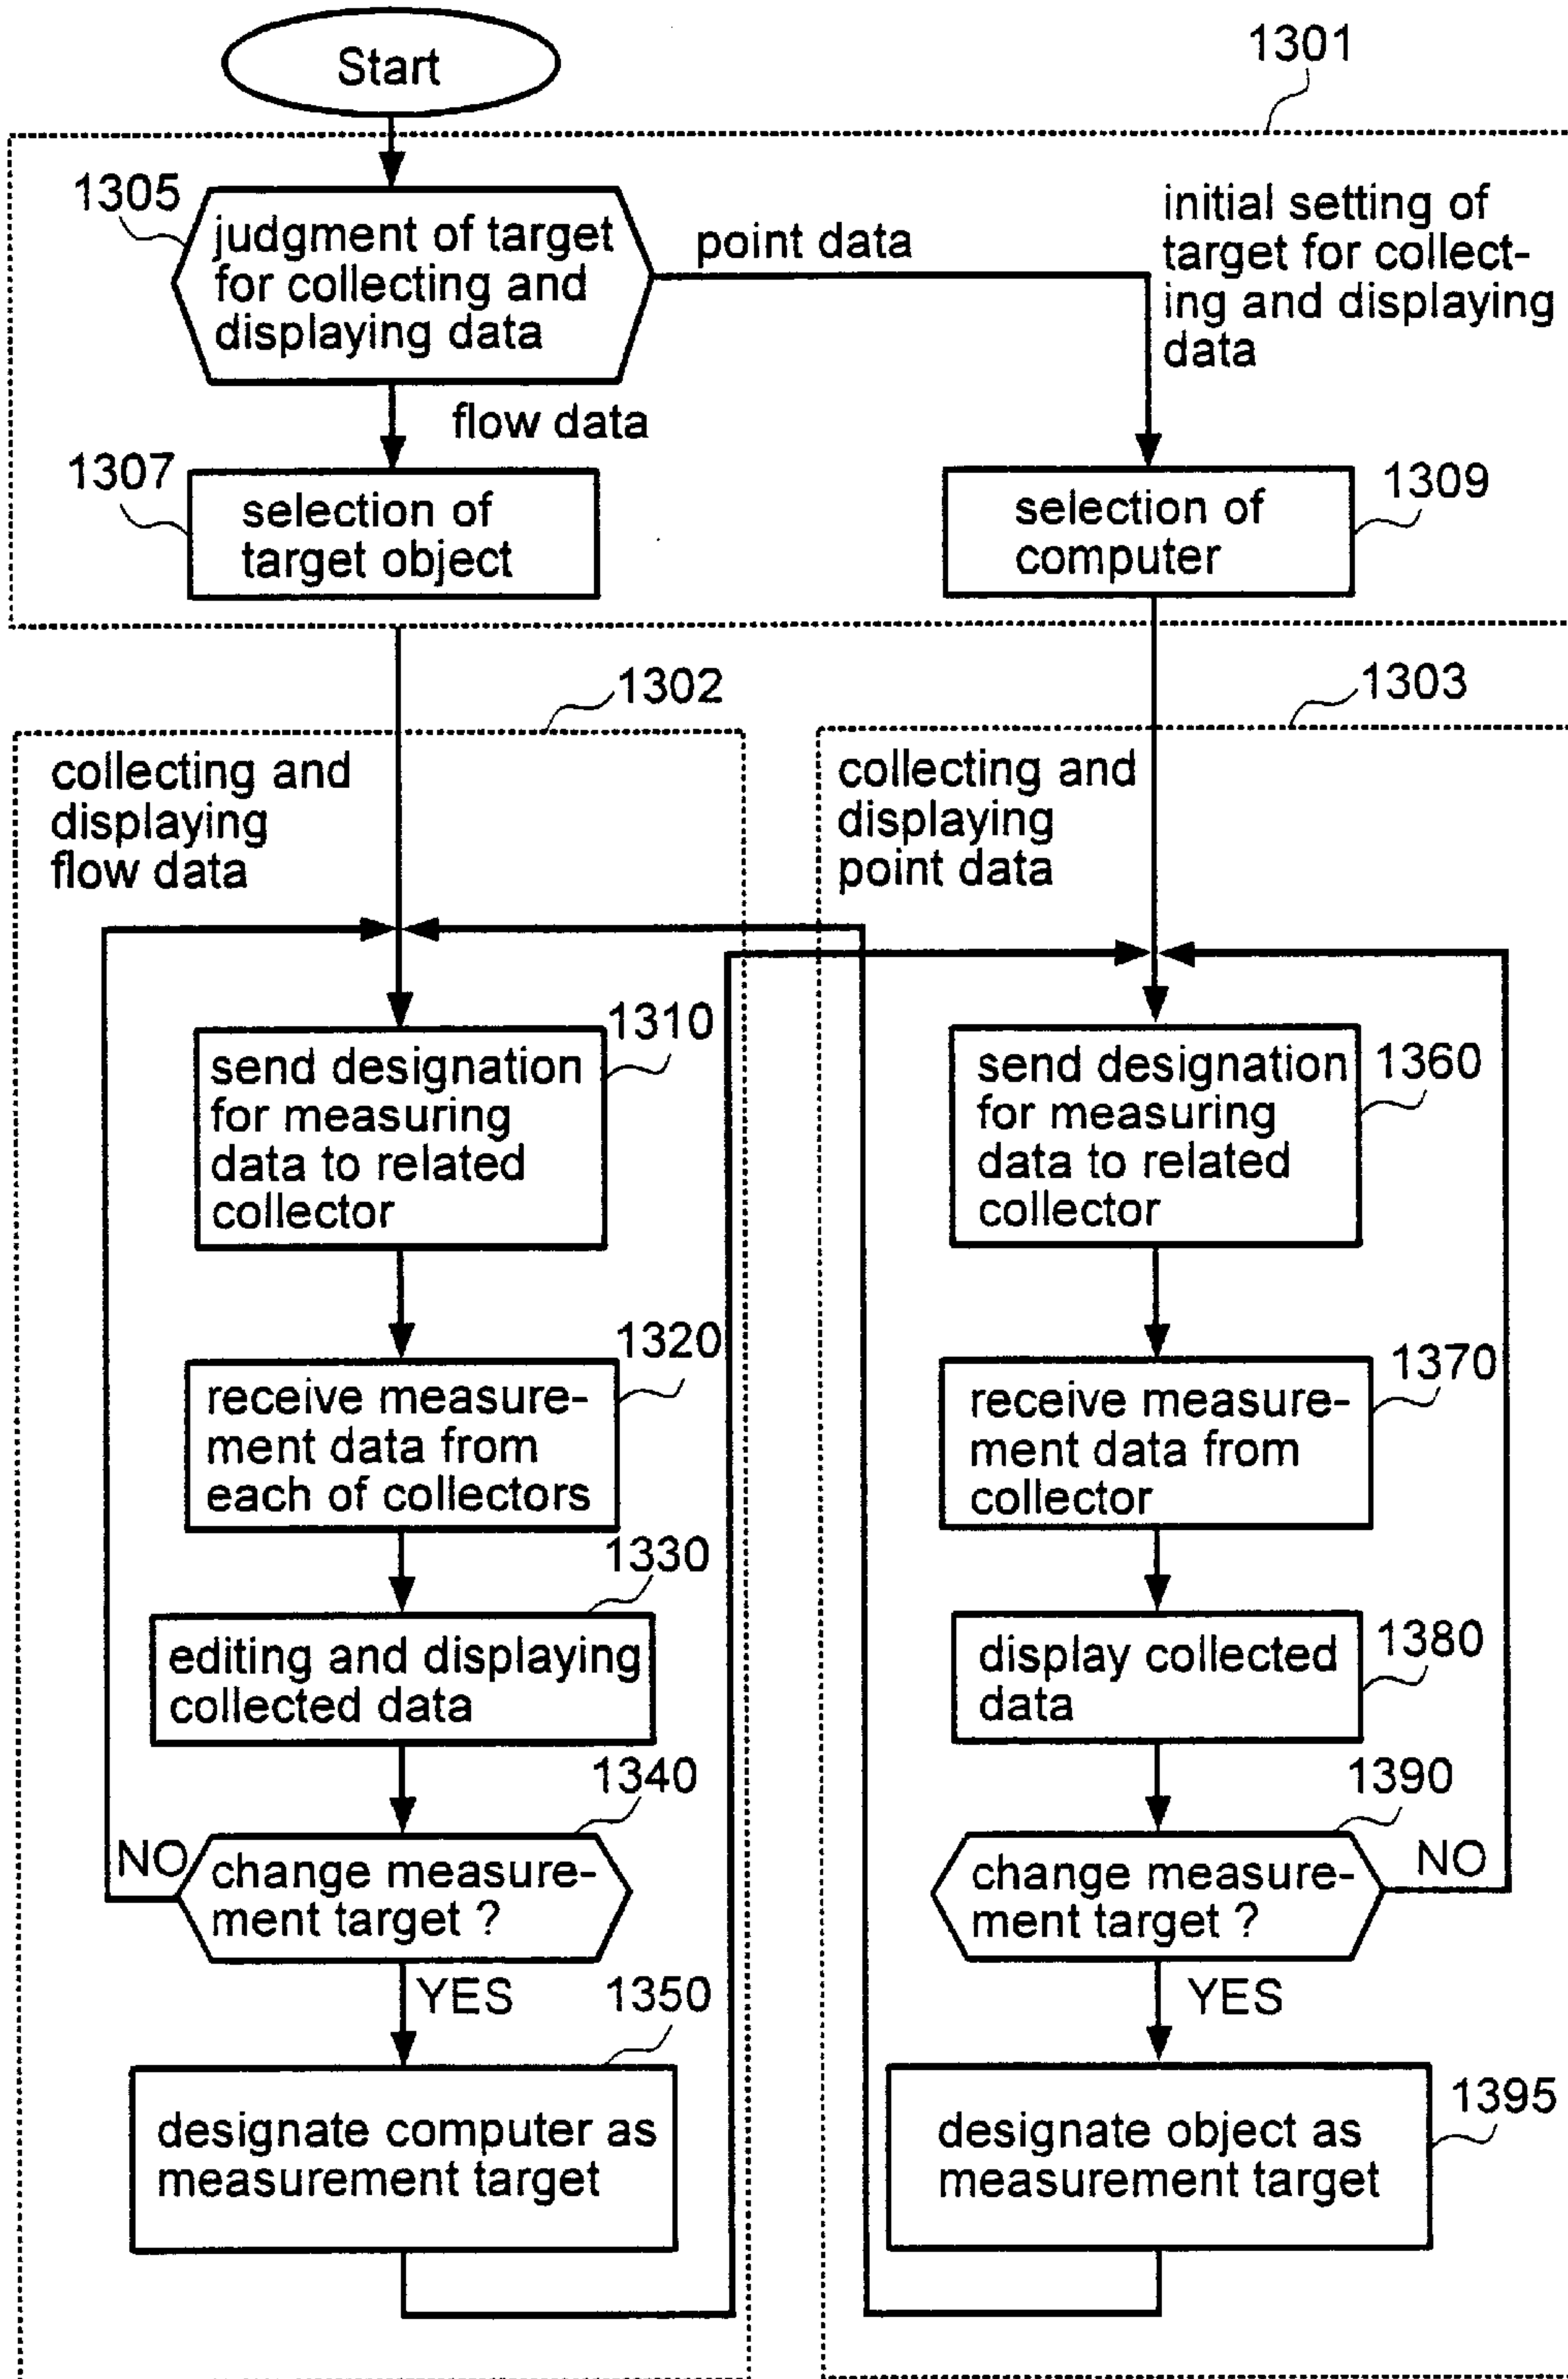 Start
1301
1305
judgment of target
for collecting and
displaying data
point data
initial setting of
target for collect-
ing and displaying
data
flow data
1307
selection of
target object
selection of
computer
1309
1302
collecting and
displaying
flow data
1303
collecting and
displaying
point data
1310
send designation
for measuring
data to related
collector
1320
receive measure-
ment data from
each of collectors
1330
editing and displaying
collected data
1340
NO
change measure-
ment target ?
YES
1350
designate computer as
measurement target
1360
send designation
for measuring
data to related
collector
1370
receive measure-
ment data from
collector
1380
display collected
data
1390
change measure-
ment target ?
NO
YES
1395
designate object as
measurement target